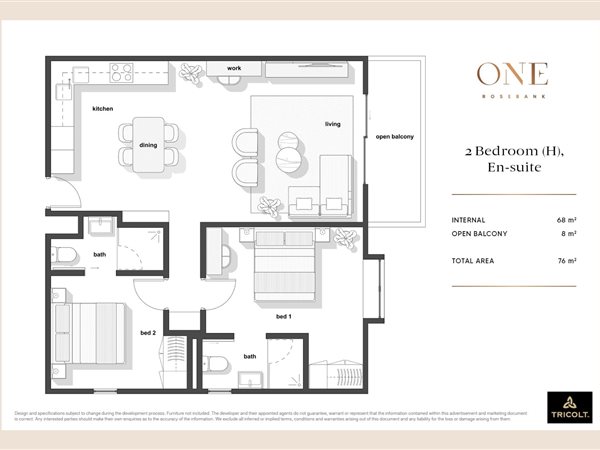 work
kitchen
dining
living
open balcony
bath
bed 1
bed 2
bath
ONE
ROSEBANK
2 Bedroom (H),
En-suite
INTERNAL 68 m²
OPEN BALCONY 8 m²
TOTAL AREA 76 m²
TRICOLT.
Design and specifications subject to change during the development process. Furniture not included. The developer and their appointed agents do not guarantee, warrant or represent that the information contained within this advertisement and marketing document
is correct. Any interested parties should make their own enquiries as to the accuracy of the information. We exclude all inferred or implied terms, conditions and warranties arising out of this document and any liability for the loss or damage arising from them.